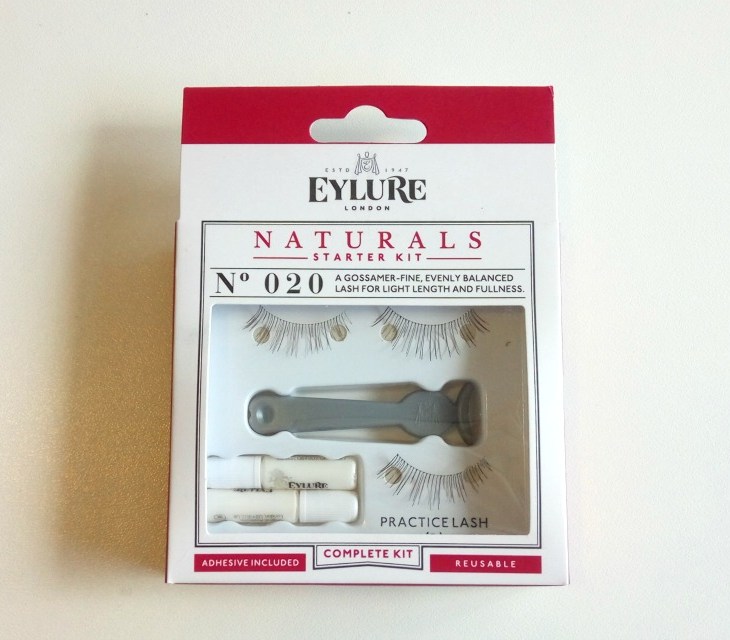 ESTD 1947
EYLURE
LONDON
NATURALS
STARTER KIT
Nº 020
A GOSSAMER-FINE, EVENLY BALANCED
LASH FOR LIGHT LENGTH AND FULLNESS.
EYLURE
PRACTICE LASH
ADHESIVE INCLUDED
COMPLETE KIT
REUSABLE